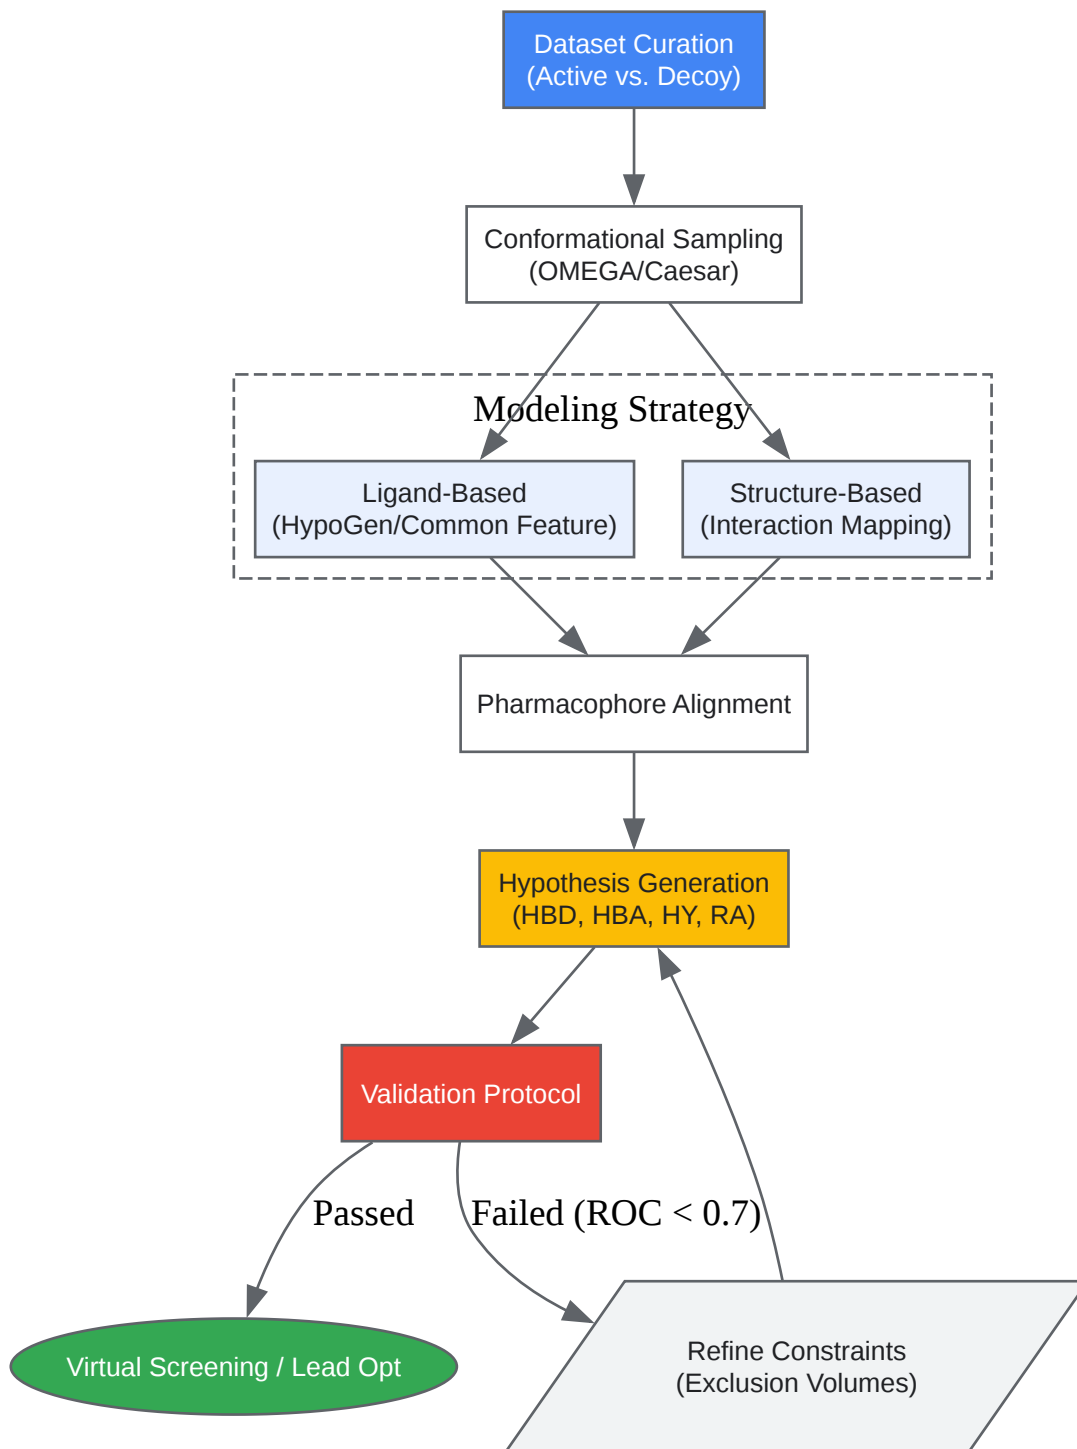 Dataset Curation
(Active vs. Decoy)
Conformational Sampling
(OMEGA/Caesar)
Modeling Strategy
Ligand-Based
(HypoGen/Common Feature)
Structure-Based
(Interaction Mapping)
Pharmacophore Alignment
Hypothesis Generation
(HBD, HBA, HY, RA)
Validation Protocol
Passed
Failed (ROC < 0.7)
Virtual Screening / Lead Opt
Refine Constraints
(Exclusion Volumes)